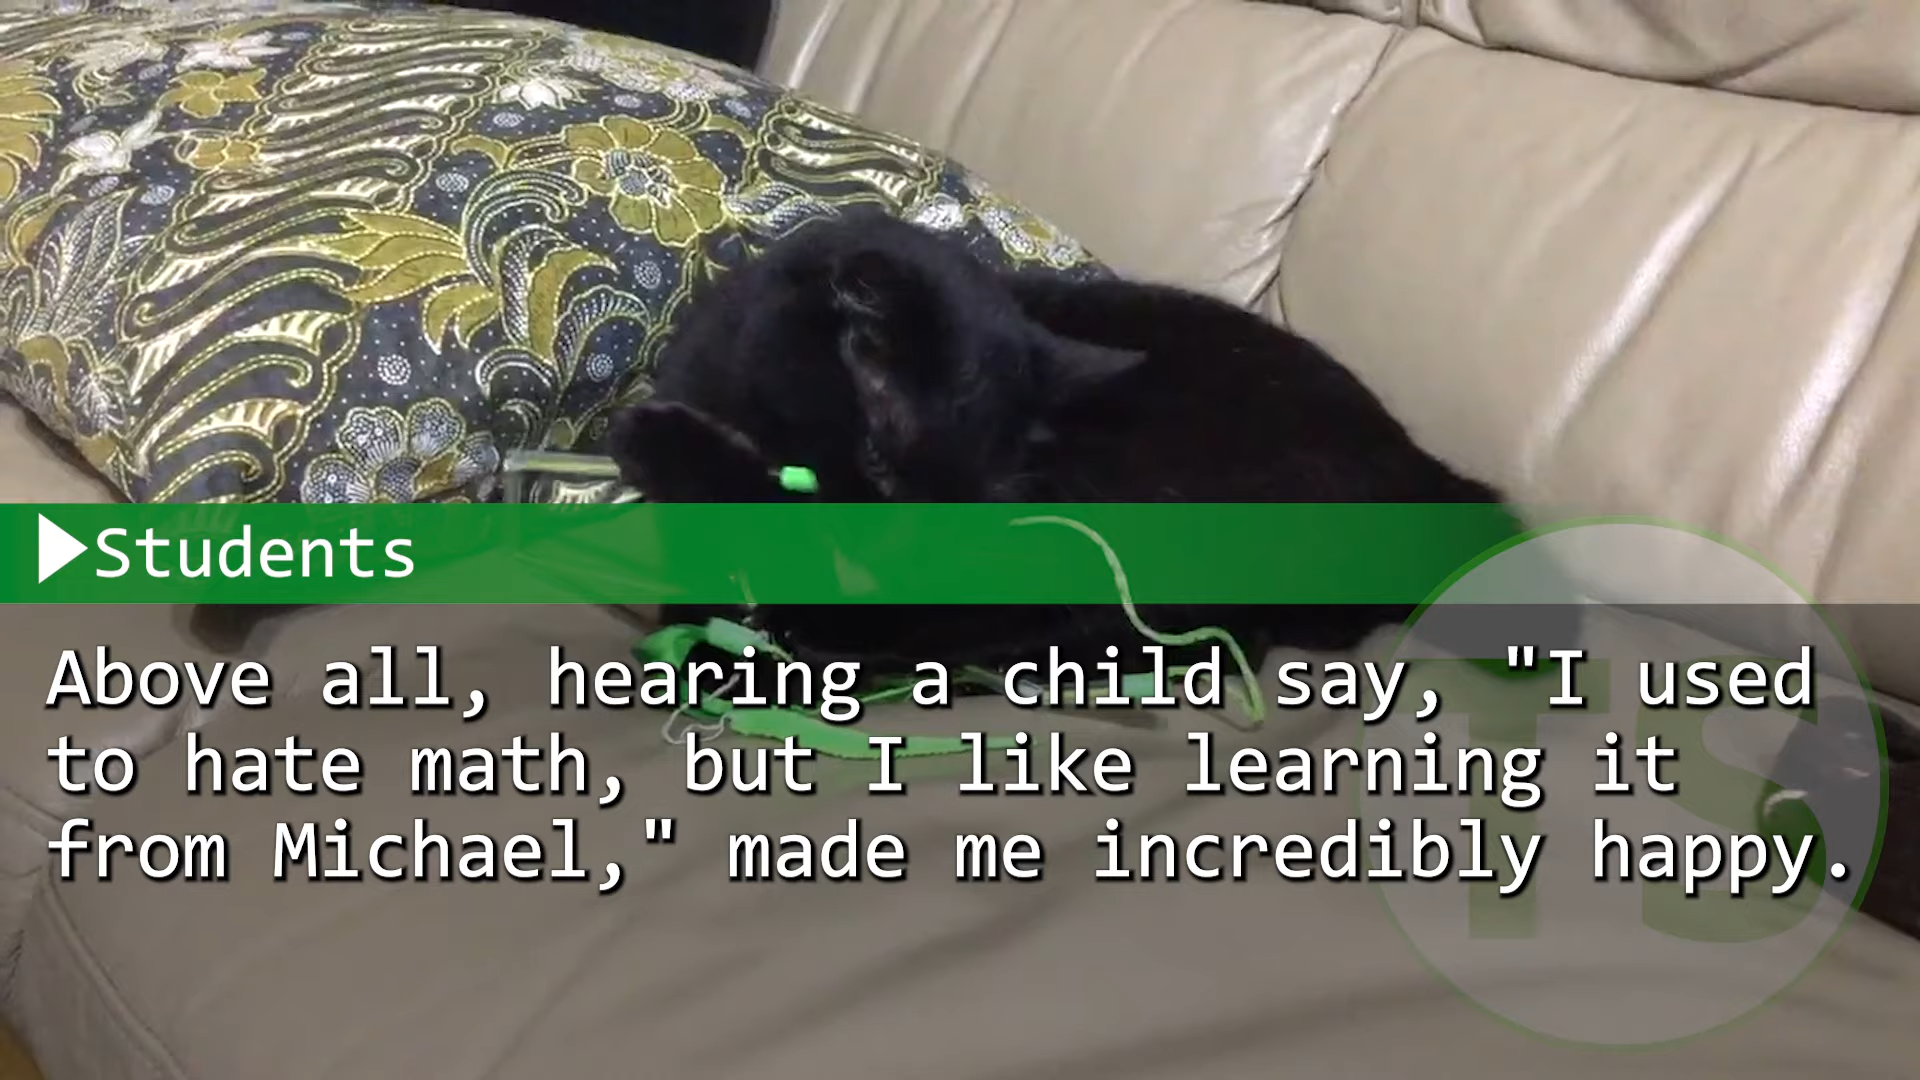 Students
Above all, hearing a child say, "I used
to hate math, but I like learning it
from Michael," made me incredibly happy.
TS